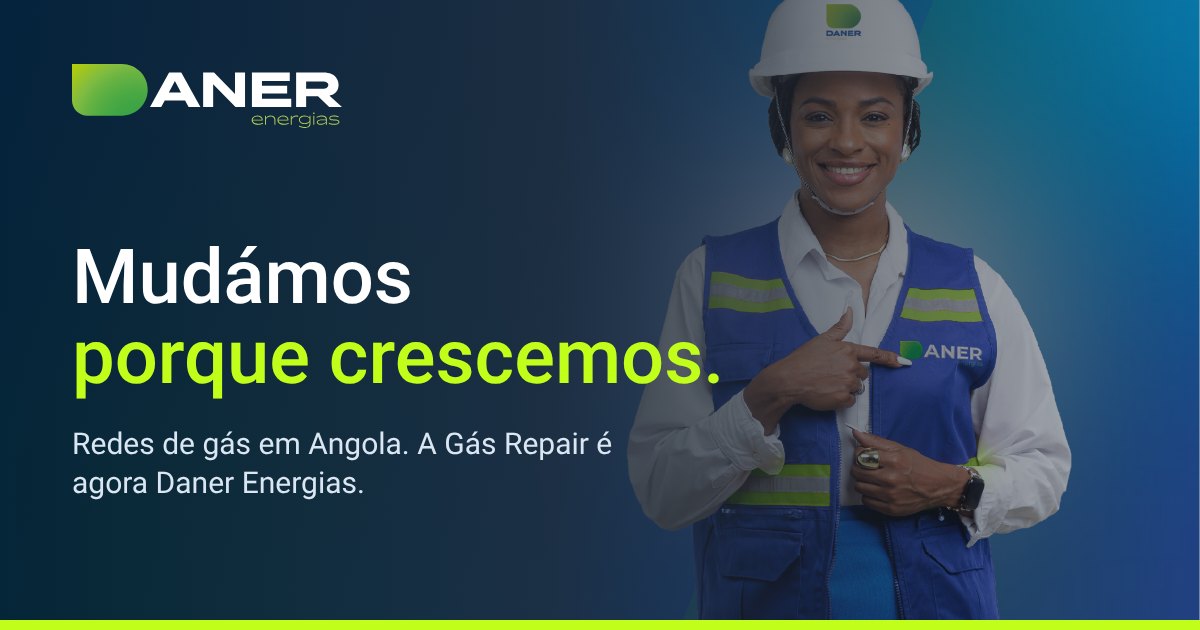 DANER
DANER
energias
Mudámos
porque crescemos.
DANER
Redes de gás em Angola. A Gás Repair é
agora Daner Energias.